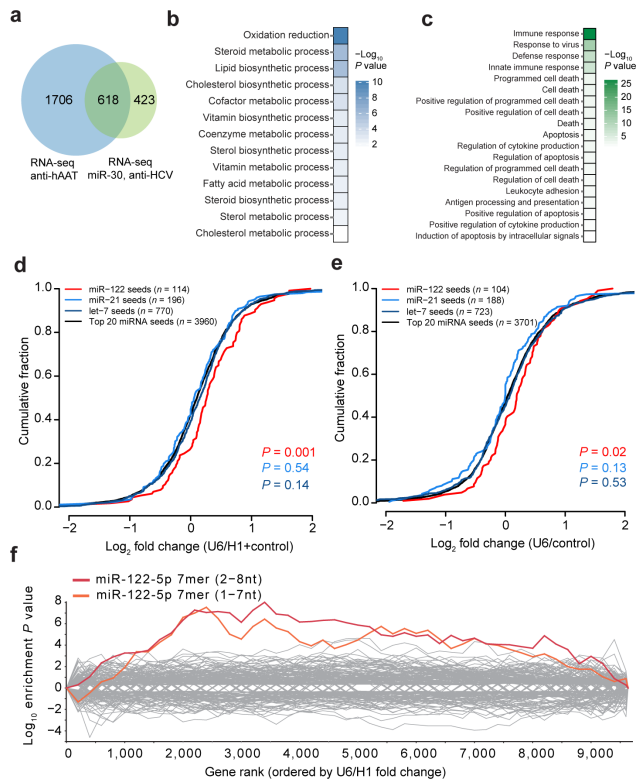 a
1706
618
423
RNA-seq
anti-hAAT
RNA-seq
miR-30, anti-HCV
b
Oxidation reduction
Steroid metabolic process
Lipid biosynthetic process
Cholesterol biosynthetic process
Cofactor metabolic process
Vitamin biosynthetic process
Coenzyme metabolic process
Sterol biosynthetic process
Vitamin metabolic process
Fatty acid metabolic process
Steroid biosynthetic process
Sterol metabolic process
Cholesterol metabolic process
−Log10
P value
10
8
6
4
2
c
Immune response
Response to virus
Defense response
Innate immune response
Programmed cell death
Cell death
Positive regulation of programmed cell death
Positive regulation of cell death
Death
Apoptosis
Regulation of cytokine production
Regulation of apoptosis
Regulation of programmed cell death
Regulation of cell death
Leukocyte adhesion
Antigen processing and presentation
Positive regulation of apoptosis
Positive regulation of cytokine production
Induction of apoptosis by intracellular signals
−Log10
P value
25
20
15
10
5
d
miR-122 seeds (n = 114)
miR-21 seeds (n = 196)
let-7 seeds (n = 770)
Top 20 miRNA seeds (n = 3960)
Cumulative fraction
1.0
0.8
0.6
0.4
0.2
0.0
P = 0.001
P = 0.54
P = 0.14
−2 −1 0 1 2
Log2 fold change (U6/H1+control)
e
miR-122 seeds (n = 104)
miR-21 seeds (n = 188)
let-7 seeds (n = 723)
Top 20 miRNA seeds (n = 3701)
Cumulative fraction
1.0
0.8
0.6
0.4
0.2
0.0
P = 0.02
P = 0.13
P = 0.53
−2 −1 0 1 2
Log2 fold change (U6/control)
f
miR-122-5p 7mer (2–8nt)
miR-122-5p 7mer (1–7nt)
Log10 enrichment P value
8
6
4
2
0
−2
−4
0 1,000 2,000 3,000 4,000 5,000 6,000 7,000 8,000 9,000
Gene rank (ordered by U6/H1 fold change)